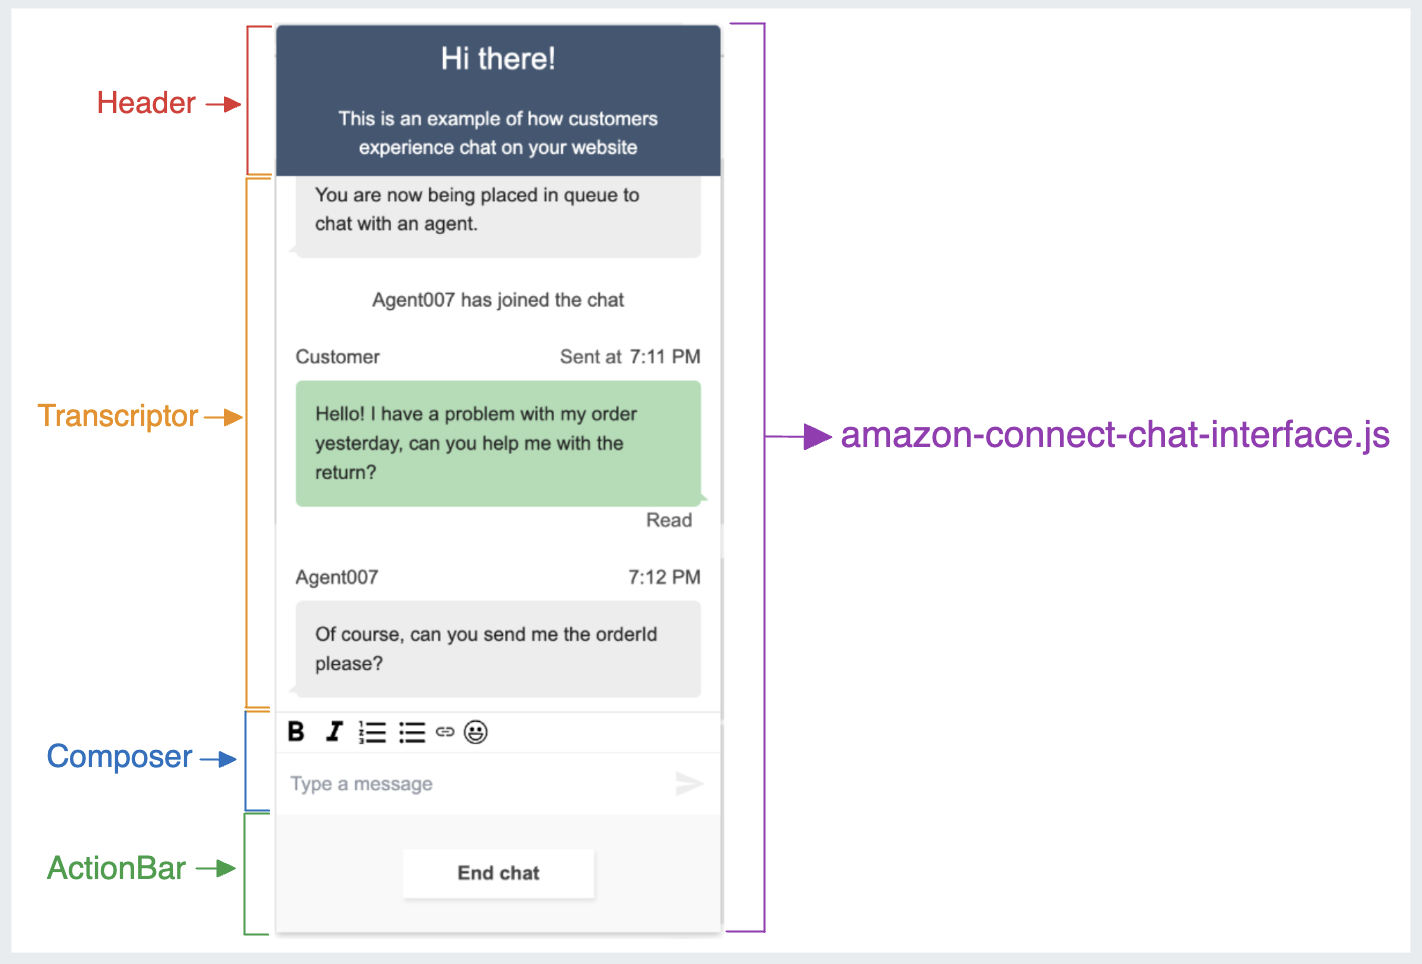 Hi there!
Header
This is an example of how customers
experience chat on your website
You are now being placed in queue to
chat with an agent.
Agent007 has joined the chat
Customer Sent at 7:11 PM
Transcriptor
Hello! I have a problem with my order
yesterday, can you help me with the
return?
amazon-connect-chat-interface.js
Read
Agent007 7:12 PM
Of course, can you send me the orderId
please?
B I
Composer
Type a message
ActionBar
End chat